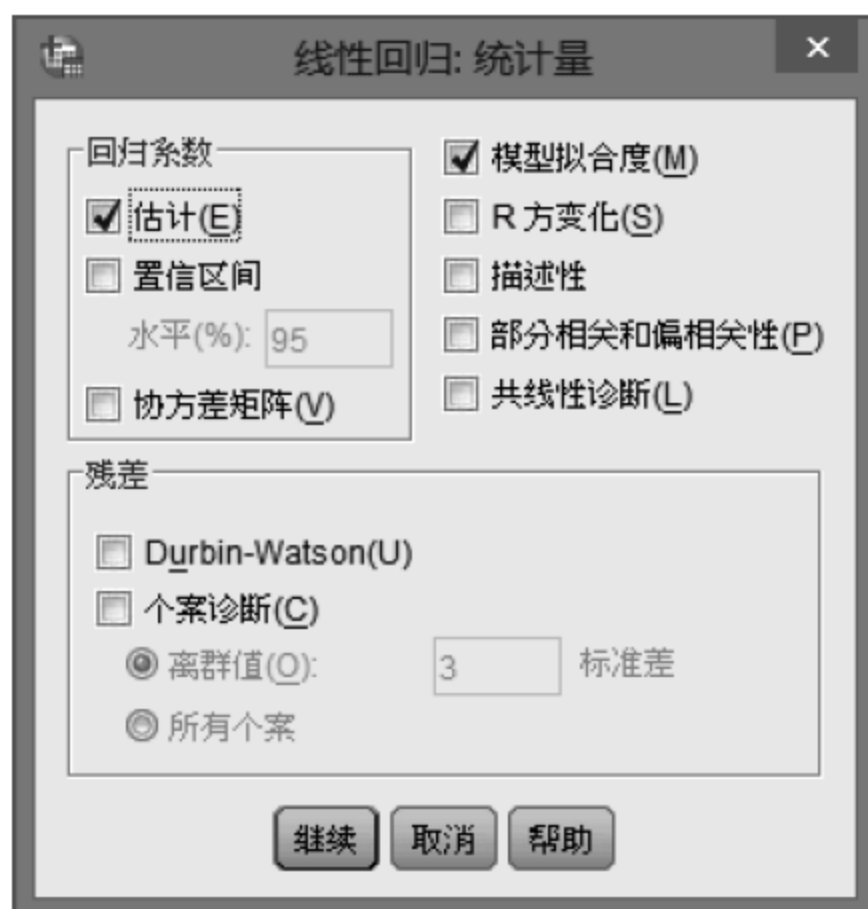 线性回归: 统计量
回归系数
估计(E)
置信区间
水平(%): 95
协方差矩阵(V)
模型拟合度(M)
R 方变化(S)
描述性
部分相关和偏相关性(P)
共线性诊断(L)
残差
Durbin-Watson(U)
个案诊断(C)
离群值(O): 3 标准差
所有个案
继续 取消 帮助